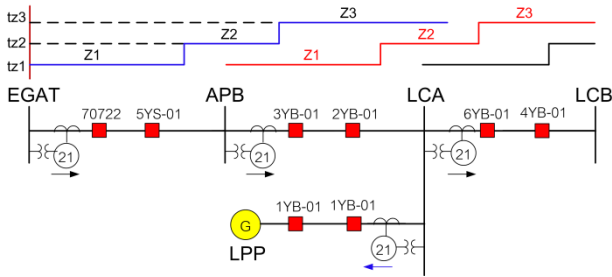 tz3 Z3 Z3
tz2 Z2 Z2
tz1 Z1 Z1
EGAT APB LCA LCB
70722 5YS-01 3YB-01 2YB-01 6YB-01 4YB-01
21 21 21
1YB-01 1YB-01
G
LPP 21